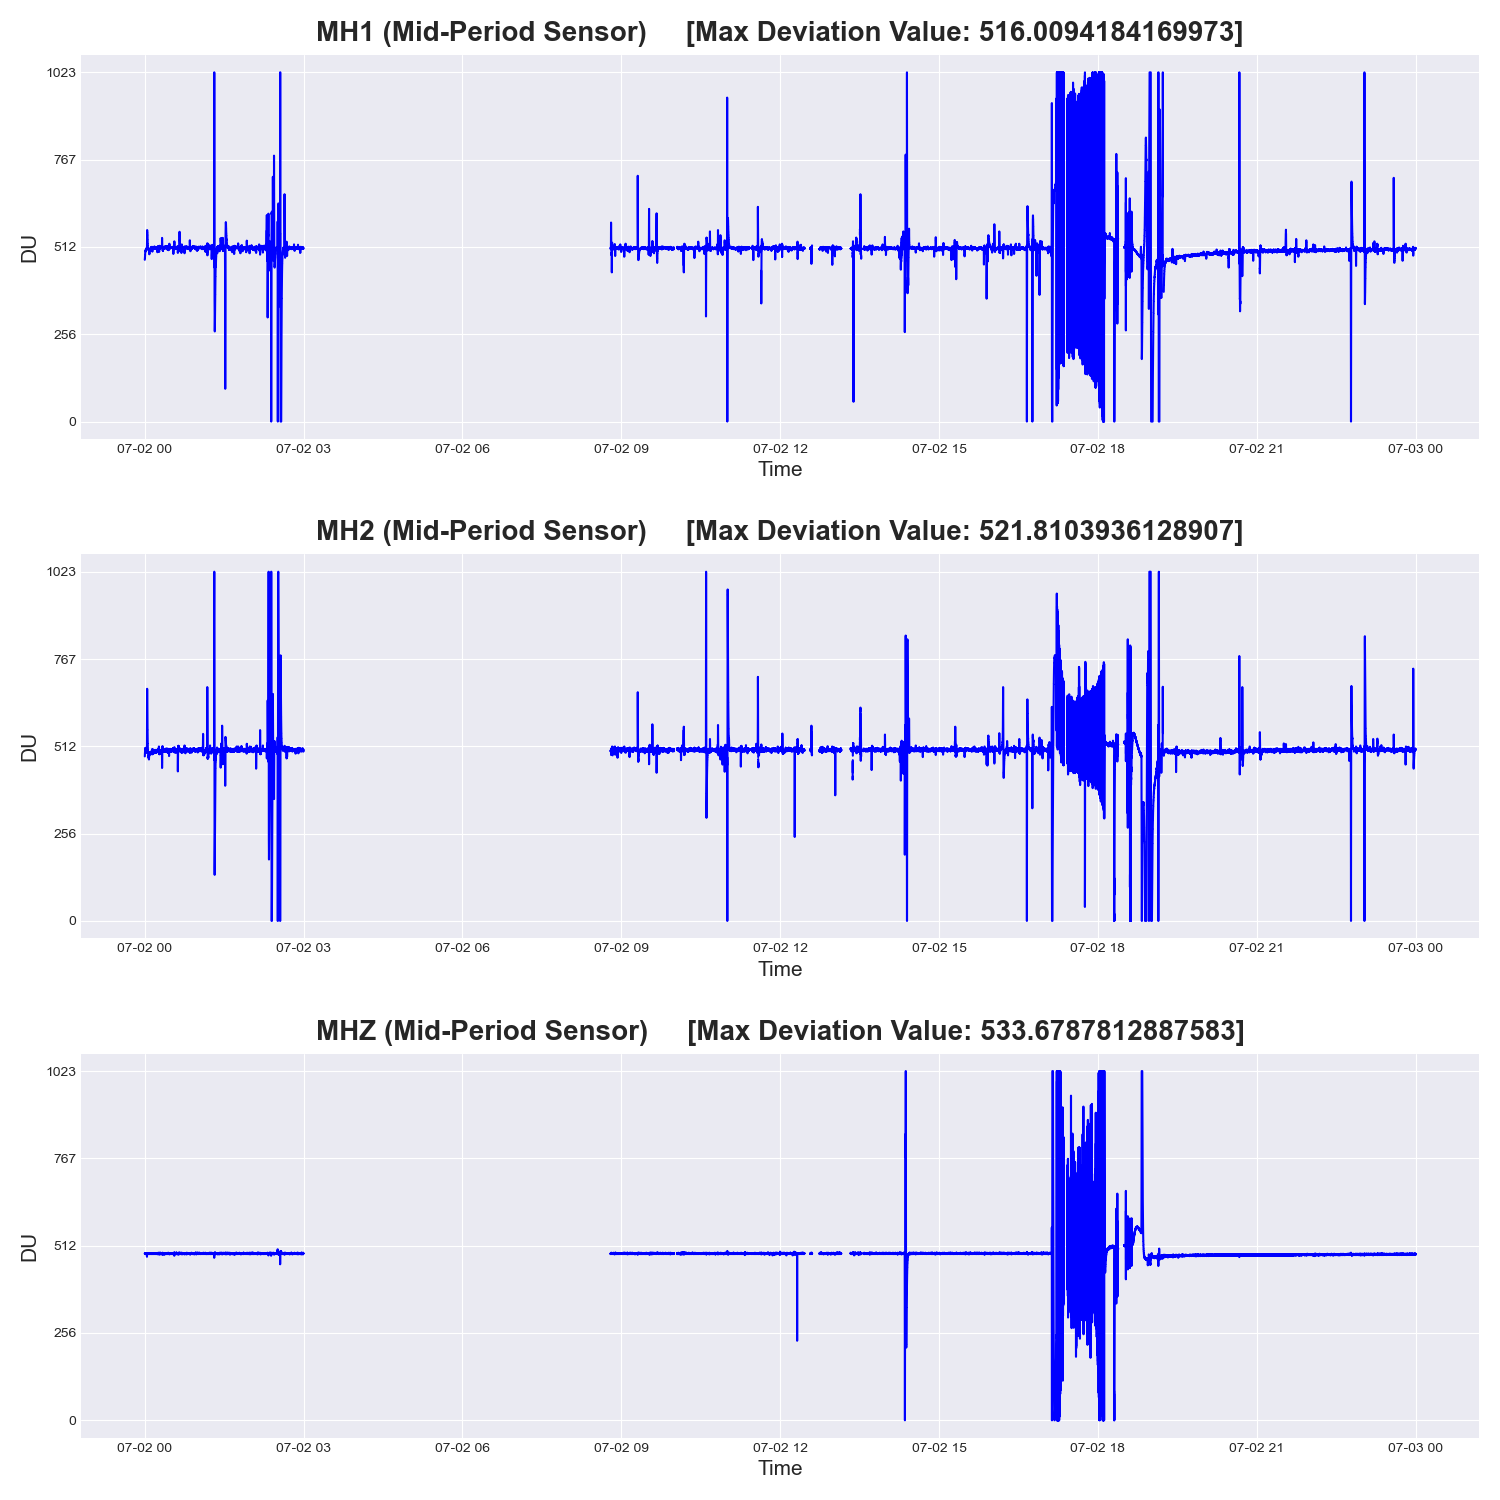 MH1 (Mid-Period Sensor) [Max Deviation Value: 516.0094184169973]
1023
767
512
256
0
DU
07-02 00 07-02 03 07-02 06 07-02 09 07-02 12 07-02 15 07-02 18 07-02 21 07-03 00
Time
MH2 (Mid-Period Sensor) [Max Deviation Value: 521.8103936128907]
1023
767
512
256
0
DU
07-02 00 07-02 03 07-02 06 07-02 09 07-02 12 07-02 15 07-02 18 07-02 21 07-03 00
Time
MHZ (Mid-Period Sensor) [Max Deviation Value: 533.6787812887583]
1023
767
512
256
0
DU
07-02 00 07-02 03 07-02 06 07-02 09 07-02 12 07-02 15 07-02 18 07-02 21 07-03 00
Time